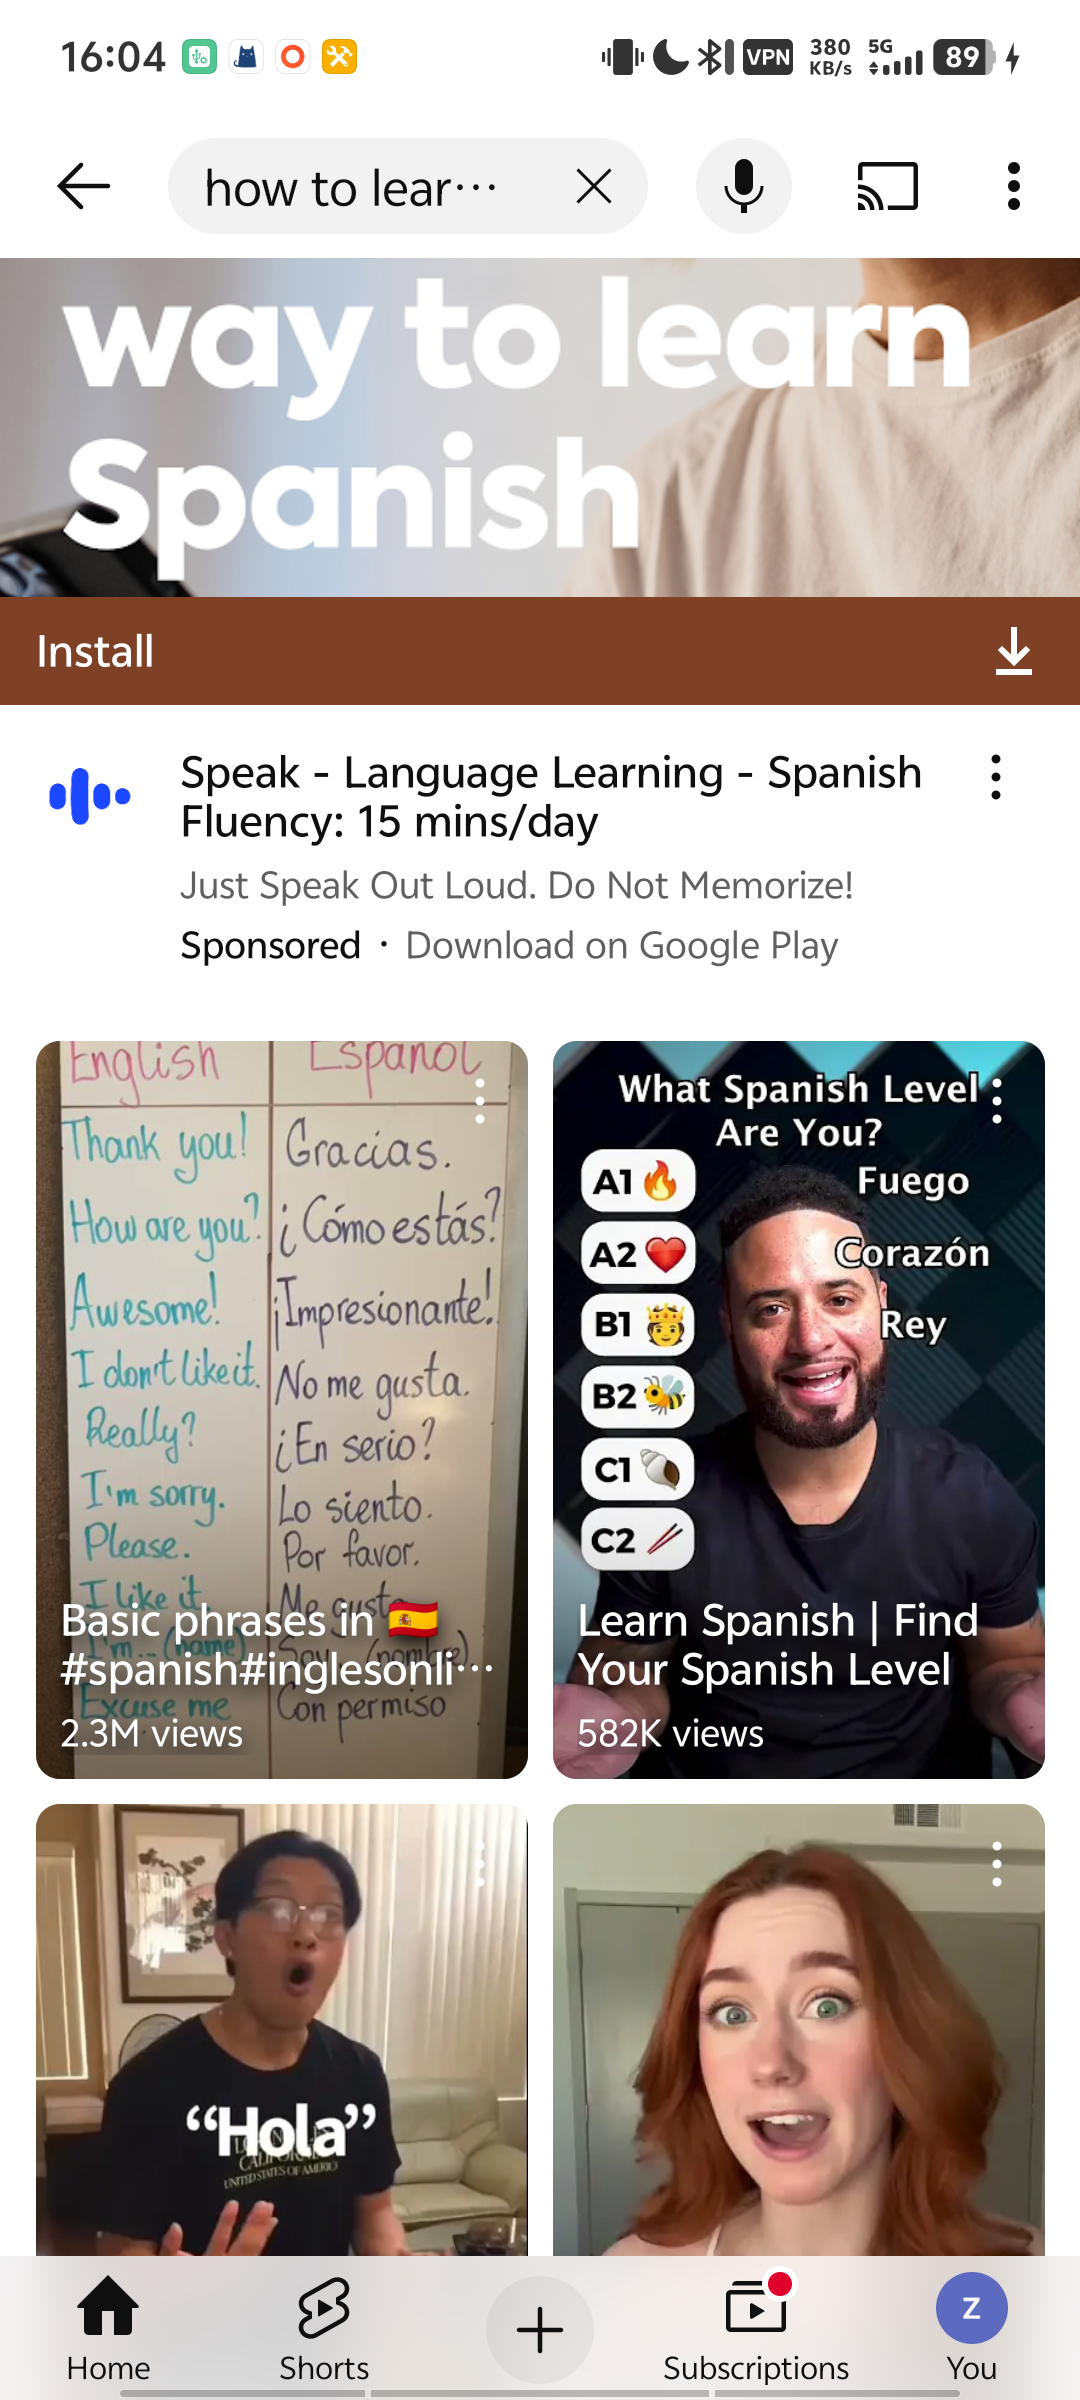 16:04
VPN
380
KB/s
5G
89
how to lear···
way to learn
Spanish
Install
Speak - Language Learning - Spanish
Fluency: 15 mins/day
Just Speak Out Loud. Do Not Memorize!
Sponsored · Download on Google Play
English Español
Thank you! Gracias.
How are you? ¿Cómo estás?
Awesome! ¡Impresionante!
I don't like it. No me gusta.
Really? ¿En serio?
I'm sorry. Lo siento.
Please. Por favor.
I like it Me gusta
I'm... (name) Soy... (nombre)
Excuse me Con permiso
Basic phrases in 🇪🇸
#spanish#inglesonli···
2.3M views
What Spanish Level
Are You?
A1 🔥 Fuego
A2 ❤️ Corazón
B1 🤴 Rey
B2 🐝
C1 🐚
C2 🥢
Learn Spanish | Find
Your Spanish Level
582K views
“Hola”
UNITED STATES OF AMERICA
Z
Home
Shorts
Subscriptions
You